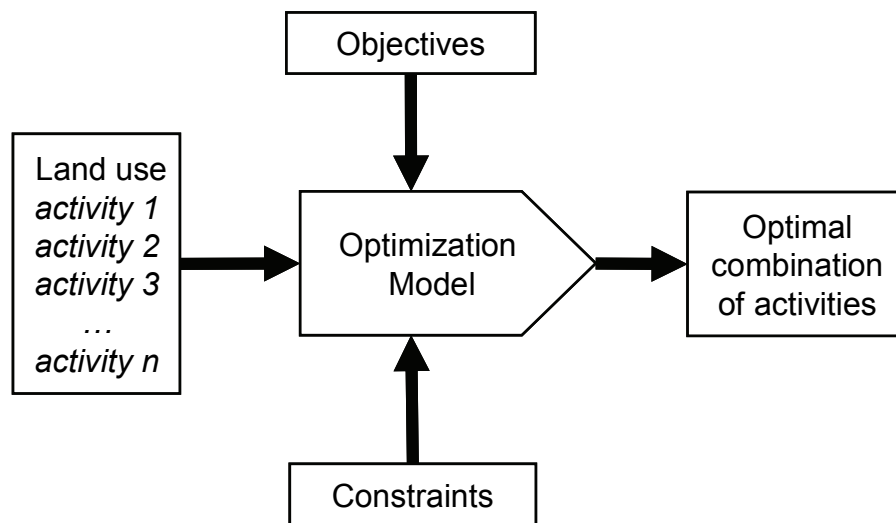 Objectives
Land use
activity 1
activity 2
activity 3
...
activity n
Optimization
Model
Optimal
combination
of activities
Constraints